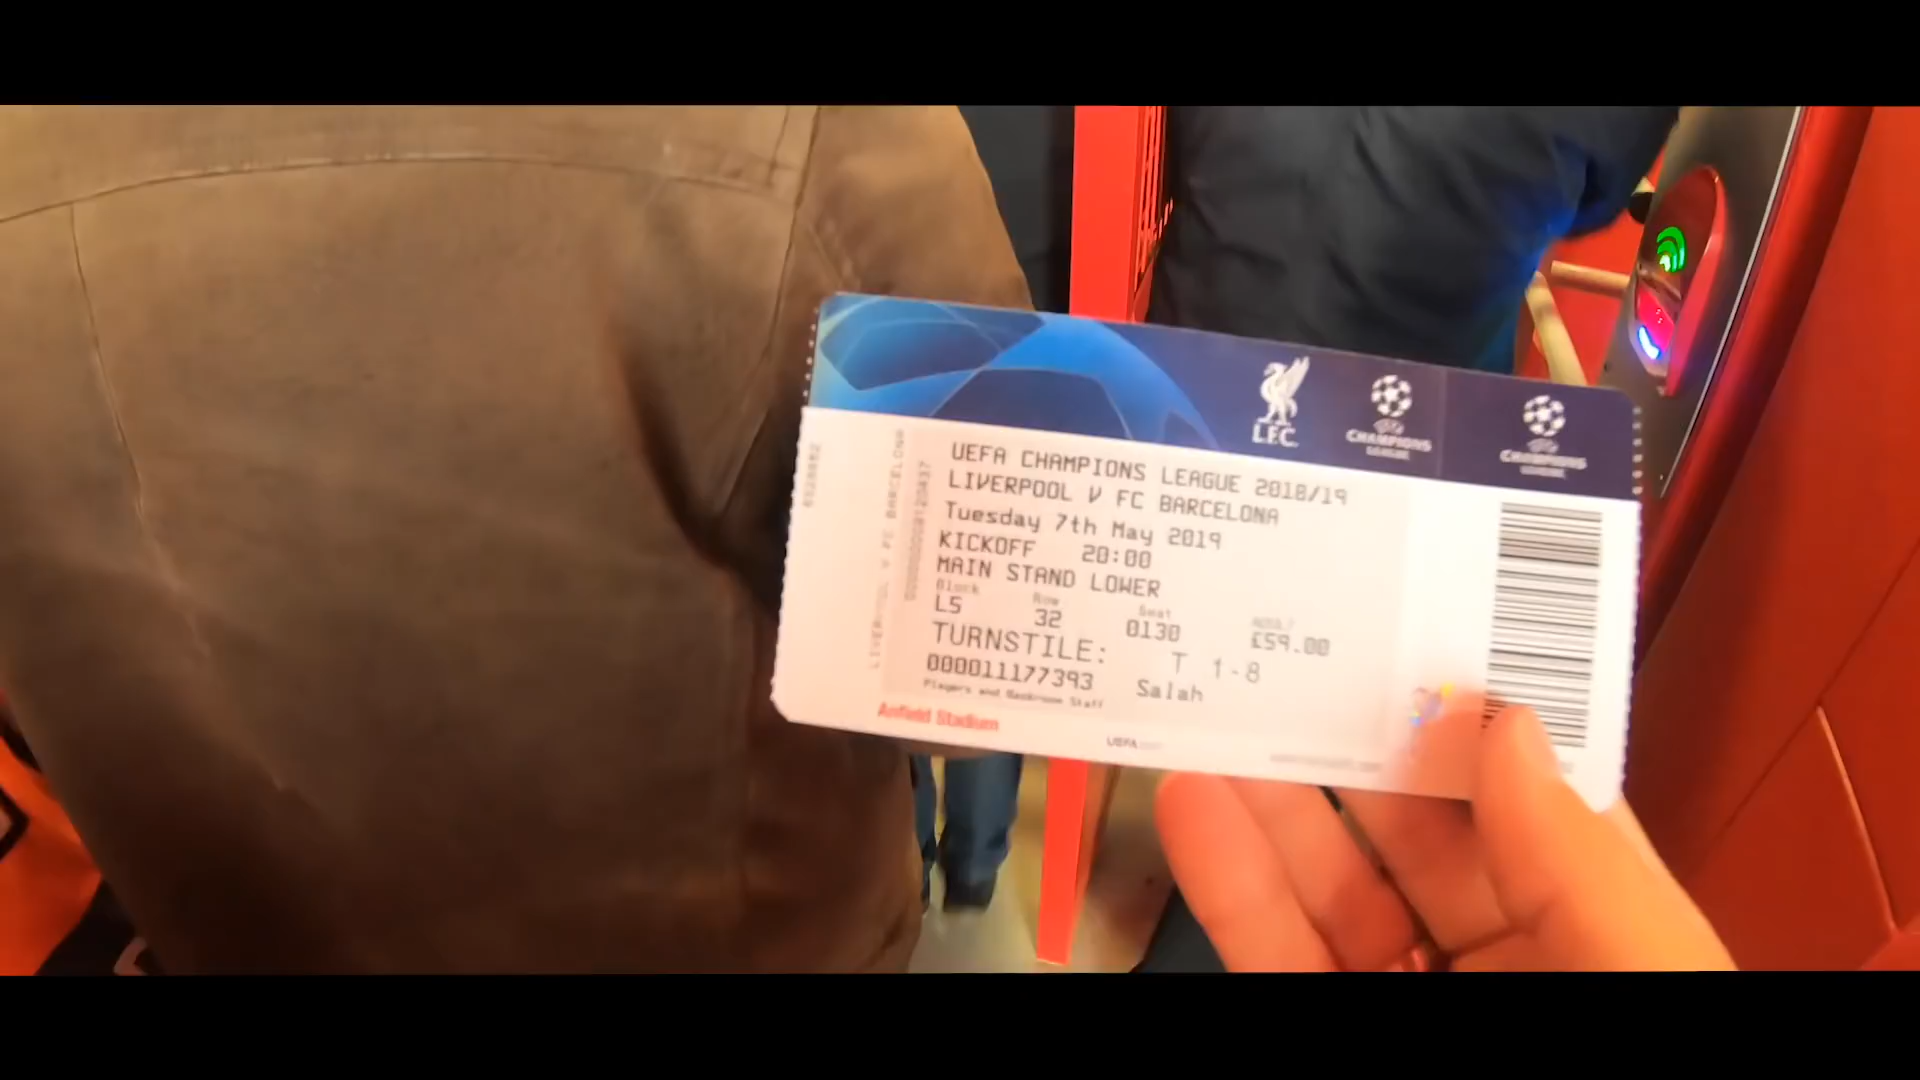 L.F.C.
CHAMPIONS
LEAGUE
CHAMPIONS
LEAGUE
UEFA CHAMPIONS LEAGUE 2018/19
LIVERPOOL V FC BARCELONA
Tuesday 7th May 2019
KICKOFF 20:00
MAIN STAND LOWER
Block Row Seat
L5 32 0130 £59.00
TURNSTILE: T 1-8
000011177393 Salah
Players and Backroom Staff
Anfield Stadium
UEFA
LIVERPOOL V FC BARCELONA